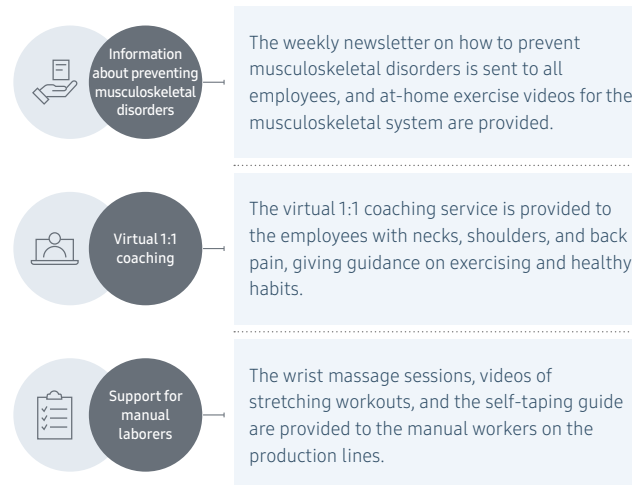 Information
about preventing
musculoskeletal
disorders
The weekly newsletter on how to prevent
musculoskeletal disorders is sent to all
employees, and at-home exercise videos for the
musculoskeletal system are provided.
Virtual 1:1
coaching
The virtual 1:1 coaching service is provided to
the employees with necks, shoulders, and back
pain, giving guidance on exercising and healthy
habits.
Support for
manual
laborers
The wrist massage sessions, videos of
stretching workouts, and the self-taping guide
are provided to the manual workers on the
production lines.